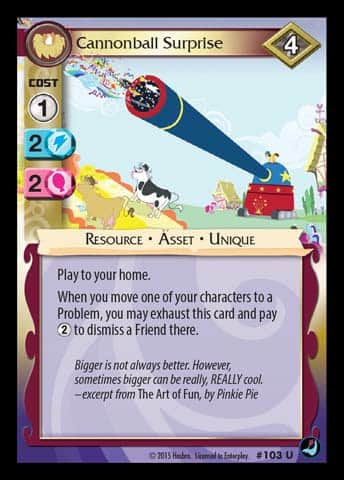 Cannonball Surprise
4
COST
1
2
2
RESOURCE • ASSET • UNIQUE
Play to your home.
When you move one of your characters to a
Problem, you may exhaust this card and pay
2 to dismiss a Friend there.
Bigger is not always better. However,
sometimes bigger can be really, REALLY cool.
–excerpt from The Art of Fun, by Pinkie Pie
© 2015 Hasbro. Licensed to Enterplay. #103 U